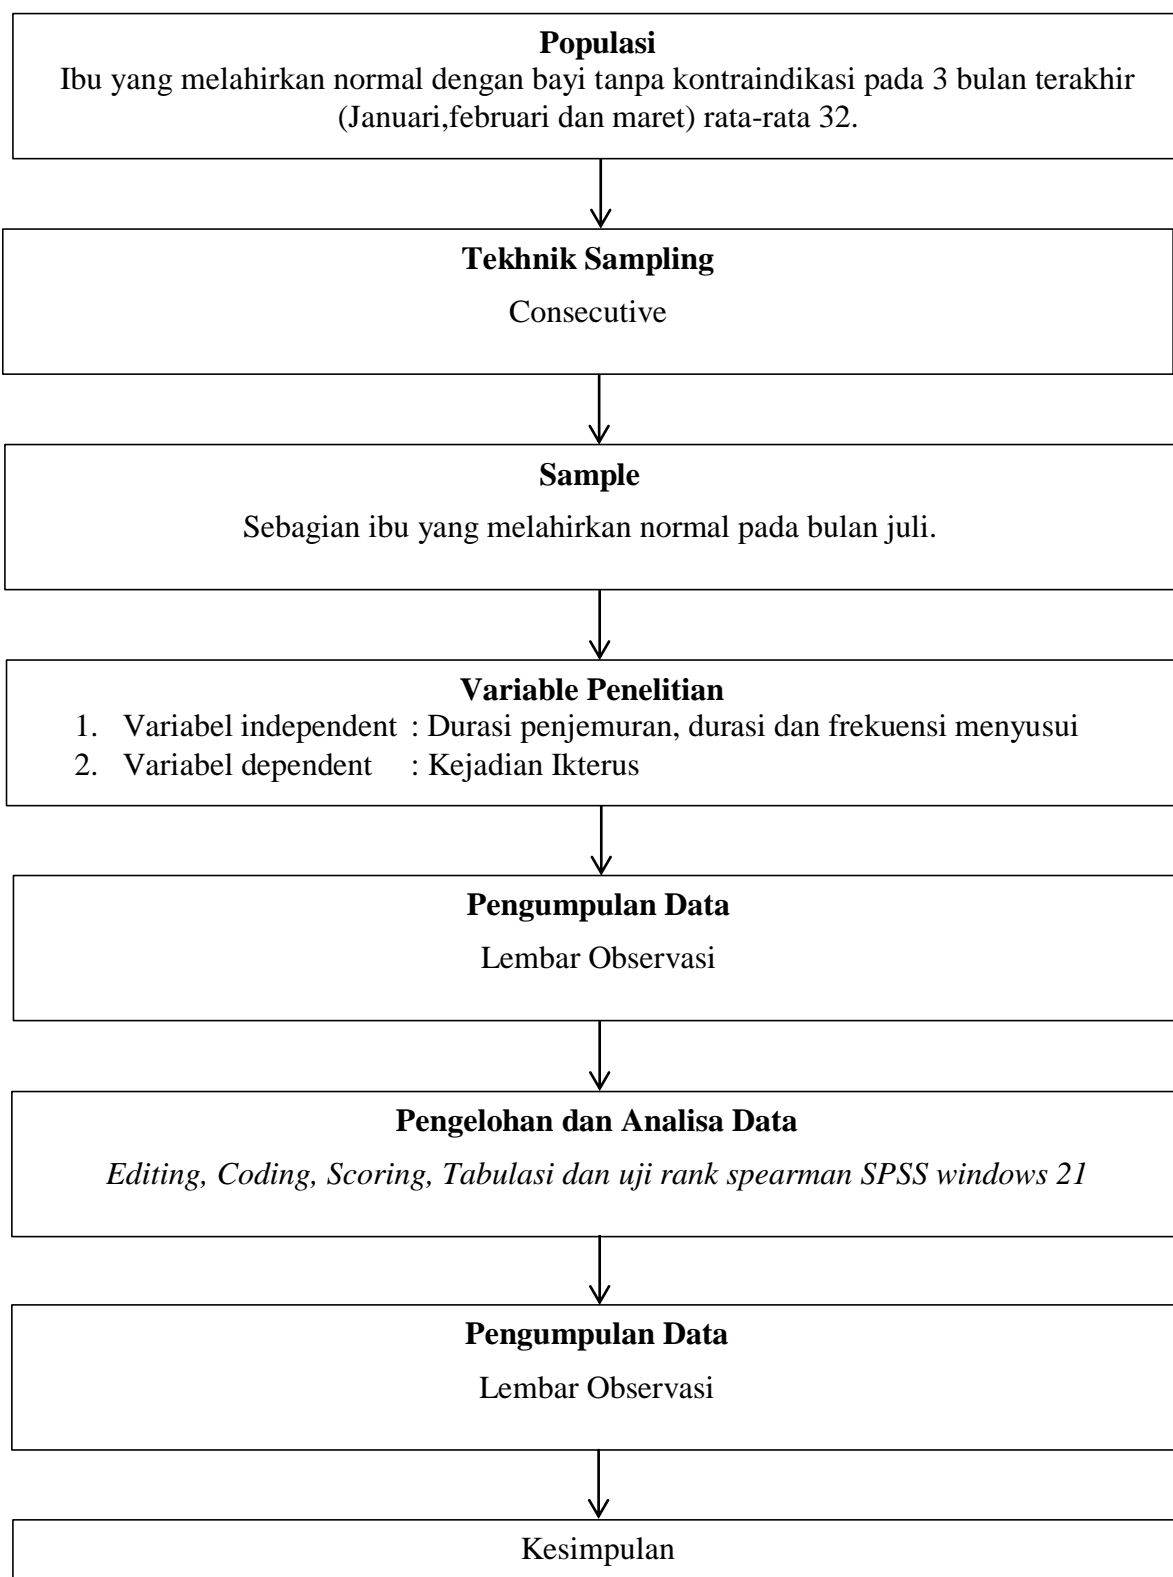 Populasi
Ibu yang melahirkan normal dengan bayi tanpa kontraindikasi pada 3 bulan terakhir
(Januari,februari dan maret) rata-rata 32.
Tekhnik Sampling
Consecutive
Sample
Sebagian ibu yang melahirkan normal pada bulan juli.
Variable Penelitian
1. Variabel independent : Durasi penjemuran, durasi dan frekuensi menyusui
2. Variabel dependent : Kejadian Ikterus
Pengumpulan Data
Lembar Observasi
Pengelohan dan Analisa Data
Editing, Coding, Scoring, Tabulasi dan uji rank spearman SPSS windows 21
Pengumpulan Data
Lembar Observasi
Kesimpulan